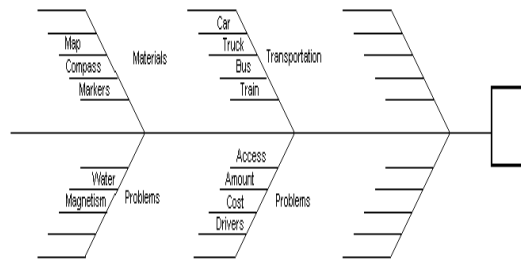 Car
Map
Truck
Materials
Transportation
Compass
Bus
Markers
Train
Access
Water
Amount
Magnetism
Problems
Cost
Problems
Drivers